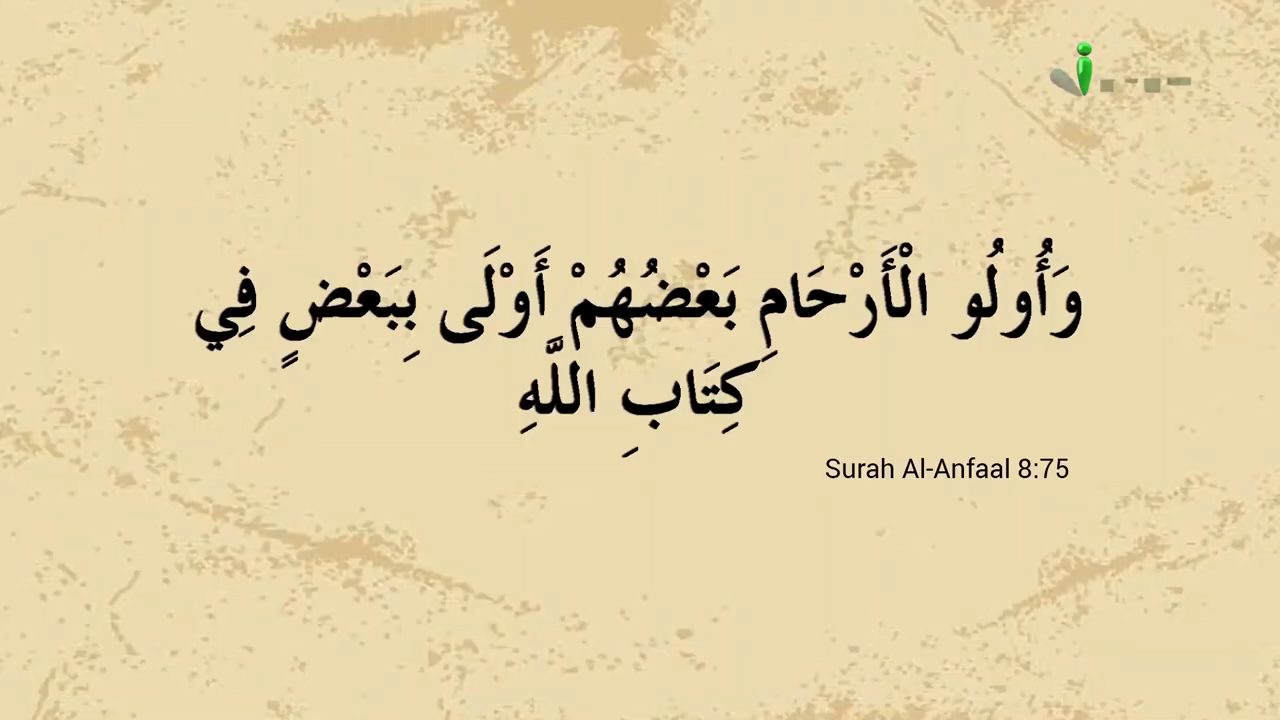 وَأُولُو الْأَرْحَامِ بَعْضُهُمْ أَوْلَى بِبَعْضٍ فِي
كِتَابِ اللَّهِ
Surah Al-Anfaal 8:75